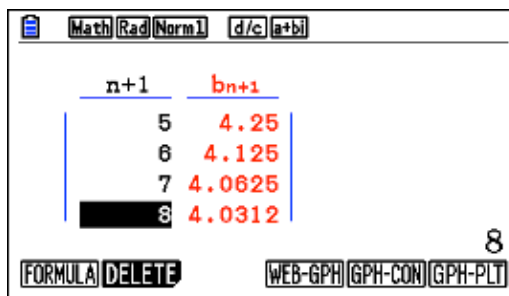 Math Rad Norm1 d/c a+bi
n+1 bn+1
5 4.25
6 4.125
7 4.0625
8 4.0312
8
FORMULA DELETE WEB-GPH GPH-CON GPH-PLT